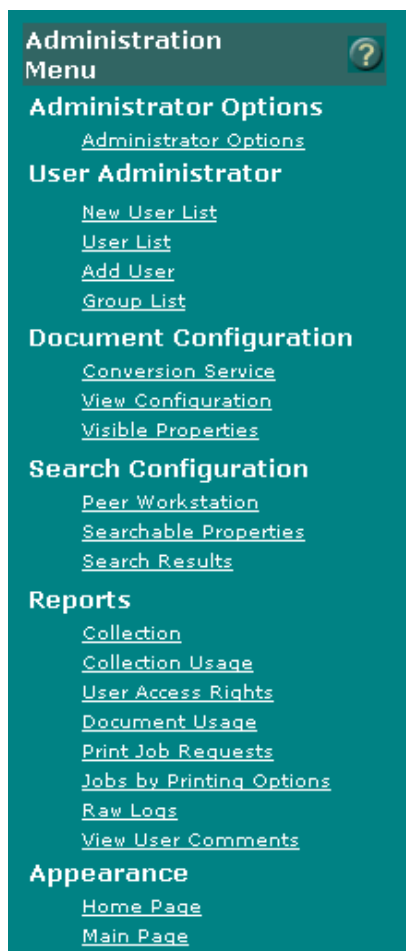 Administration
Menu
?
Administrator Options
Administrator Options
User Administrator
New User List
User List
Add User
Group List
Document Configuration
Conversion Service
View Configuration
Visible Properties
Search Configuration
Peer Workstation
Searchable Properties
Search Results
Reports
Collection
Collection Usage
User Access Rights
Document Usage
Print Job Requests
Jobs by Printing Options
Raw Logs
View User Comments
Appearance
Home Page
Main Page